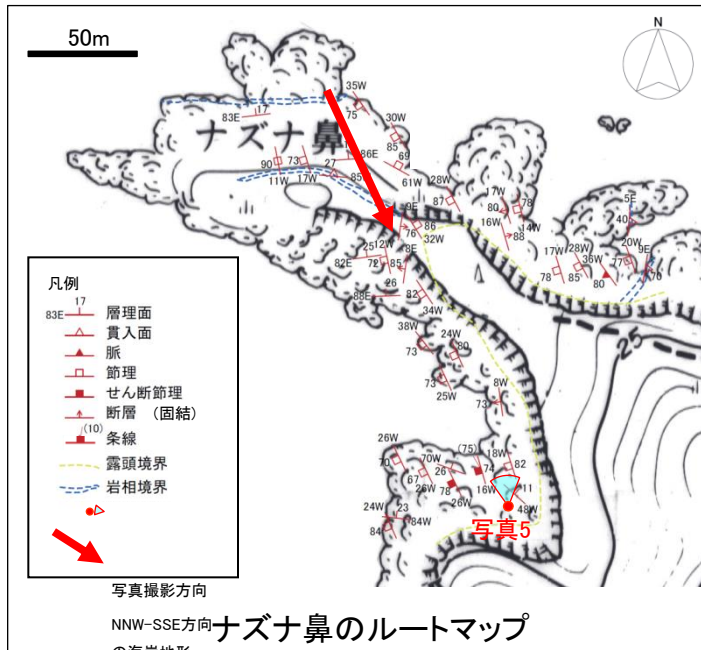 50m
N
ナズナ鼻
35W
75
30W
85
69
83E
17
86E
90
73
27
17W
11W
85
61W
28W
87
17W
80
78
16W
14W
88
5E
40
20W
77
9E
70
17W
28W
36W
78
85
80
9E
76
86
32W
8E
25
12W
82E
72
85
26
88E
82
34W
38W
24W
80
73
73
25W
8W
73
25
26W
70
70W
26
67
26W
78
26W
(75)
74
18W
82
16W
11
48W
24W
23
84W
84
写真5
凡例
17
83E 層理面
貫入面
脈
節理
せん断節理
断層 (固結)
(10)
条線
露頭境界
岩相境界
写真撮影方向
NNW-SSE方向
の海岸地形
ナズナ鼻のルートマップ